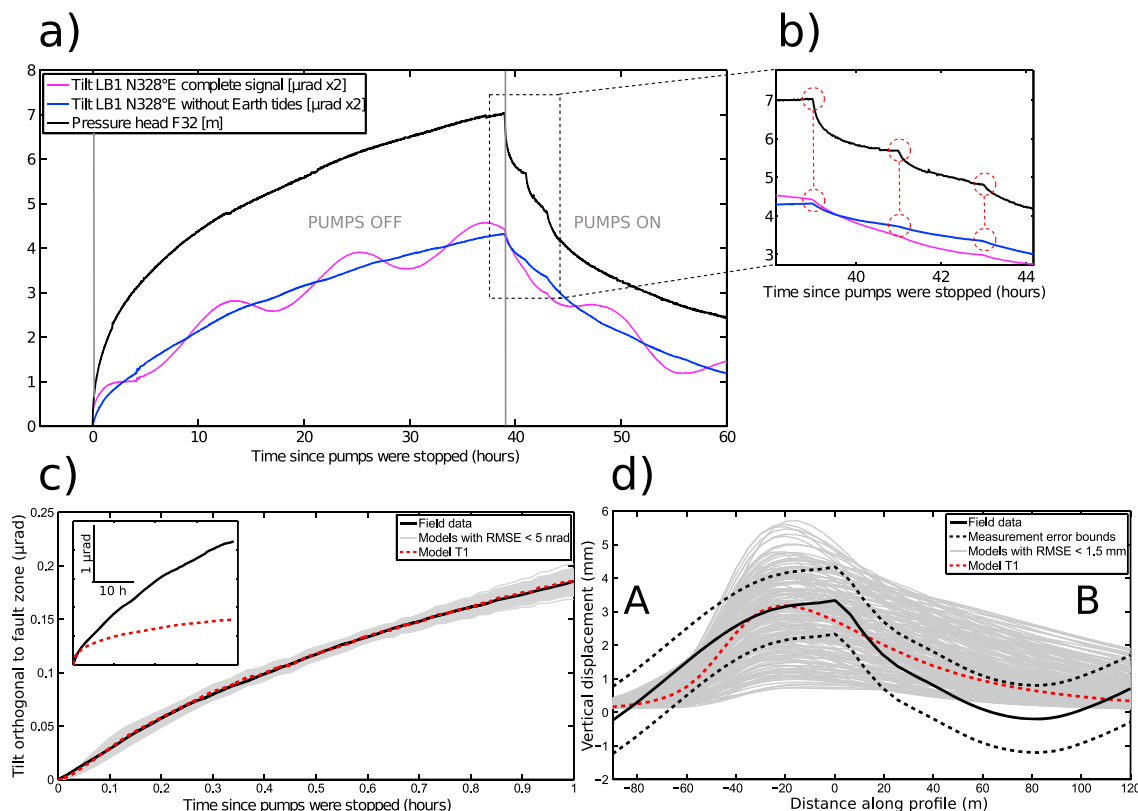 a)
b)
Tilt LB1 N328°E complete signal [µrad x2]
Tilt LB1 N328°E without Earth tides [µrad x2]
Pressure head F32 [m]
8
7
6
5
4
3
2
1
0
PUMPS OFF
PUMPS ON
0
10
20
30
40
50
60
Time since pumps were stopped (hours)
7
6
5
4
3
40
42
44
Time since pumps were stopped (hours)
c)
d)
Tilt orthogonal to fault zone (µrad)
0.25
0.2
0.15
0.1
0.05
0
1 µrad
10 h
Field data
Models with RMSE < 5 nrad
Model T1
0
0.1
0.2
0.3
0.4
0.5
0.6
0.7
0.8
0.9
1
Time since pumps were stopped (hours)
Vertical displacement (mm)
6
5
4
3
2
1
0
−1
−2
A
B
Field data
Measurement error bounds
Models with RMSE < 1.5 mm
Model T1
−80
−60
−40
−20
0
20
40
60
80
100
120
Distance along profile (m)